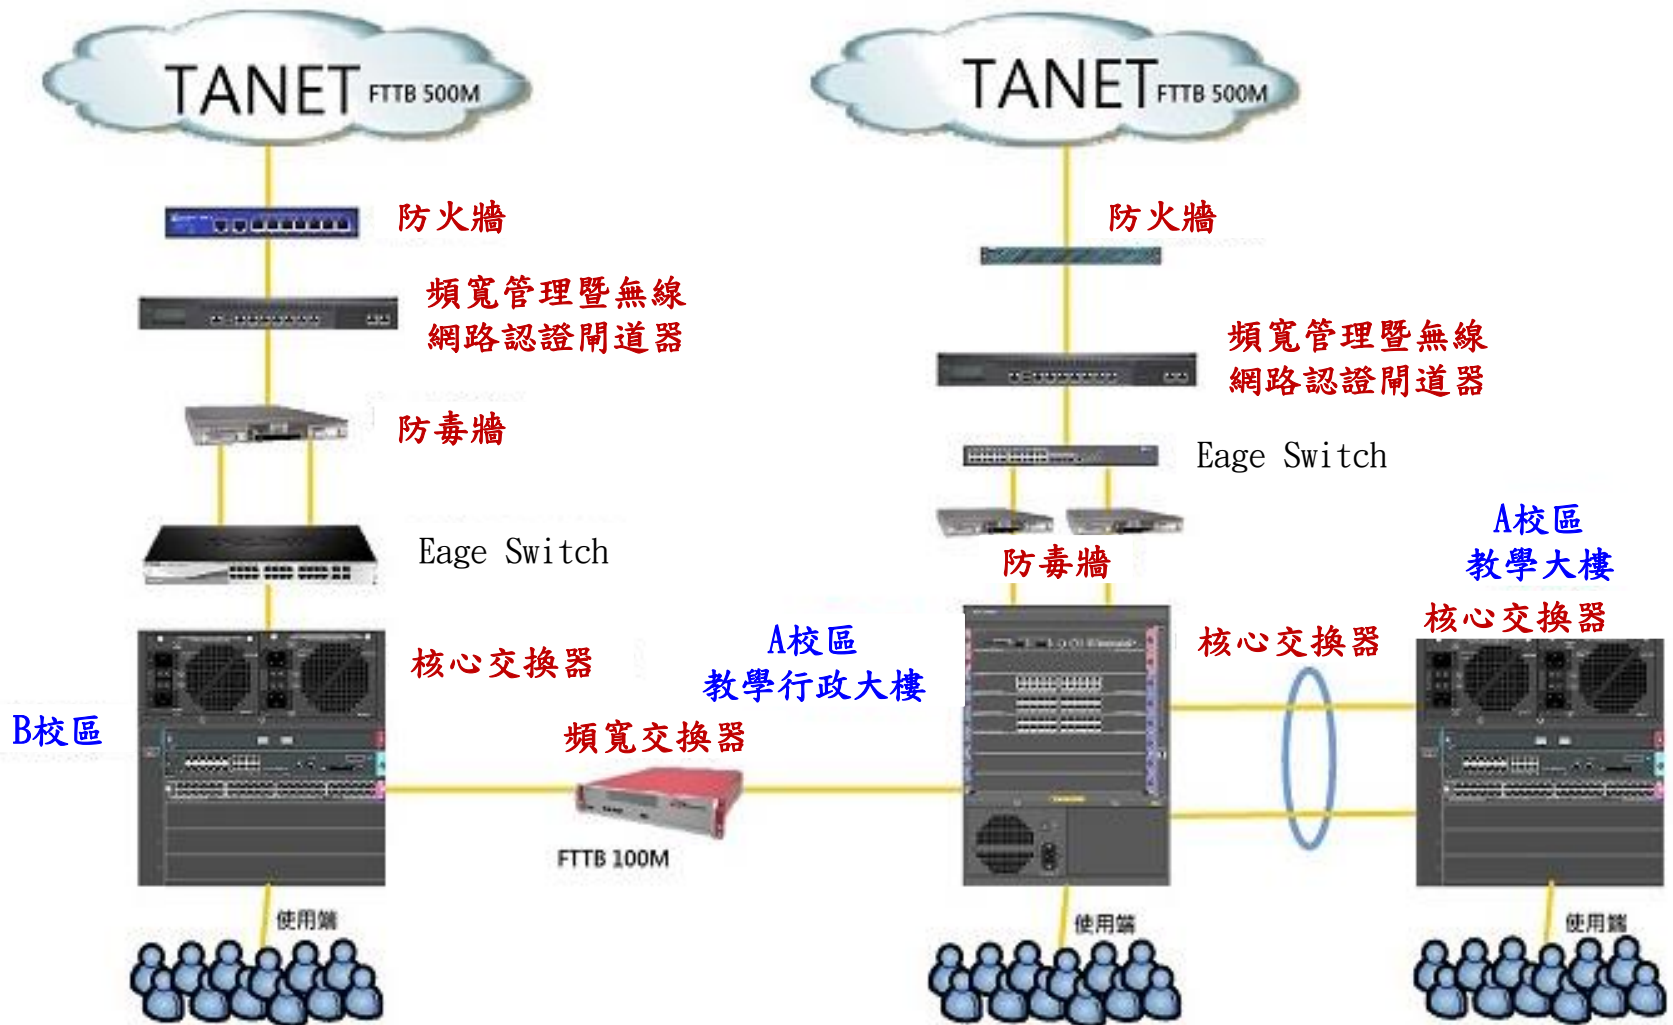 TANET FTTB 500M
TANET FTTB 500M
防火牆
防火牆
頻寬管理暨無線
網路認證閘道器
頻寬管理暨無線
網路認證閘道器
防毒牆
Eage Switch
Eage Switch
防毒牆
A校區
教學大樓
核心交換器
核心交換器
A校區
教學行政大樓
核心交換器
B校區
頻寬交換器
FTTB 100M
使用端
使用端
使用端